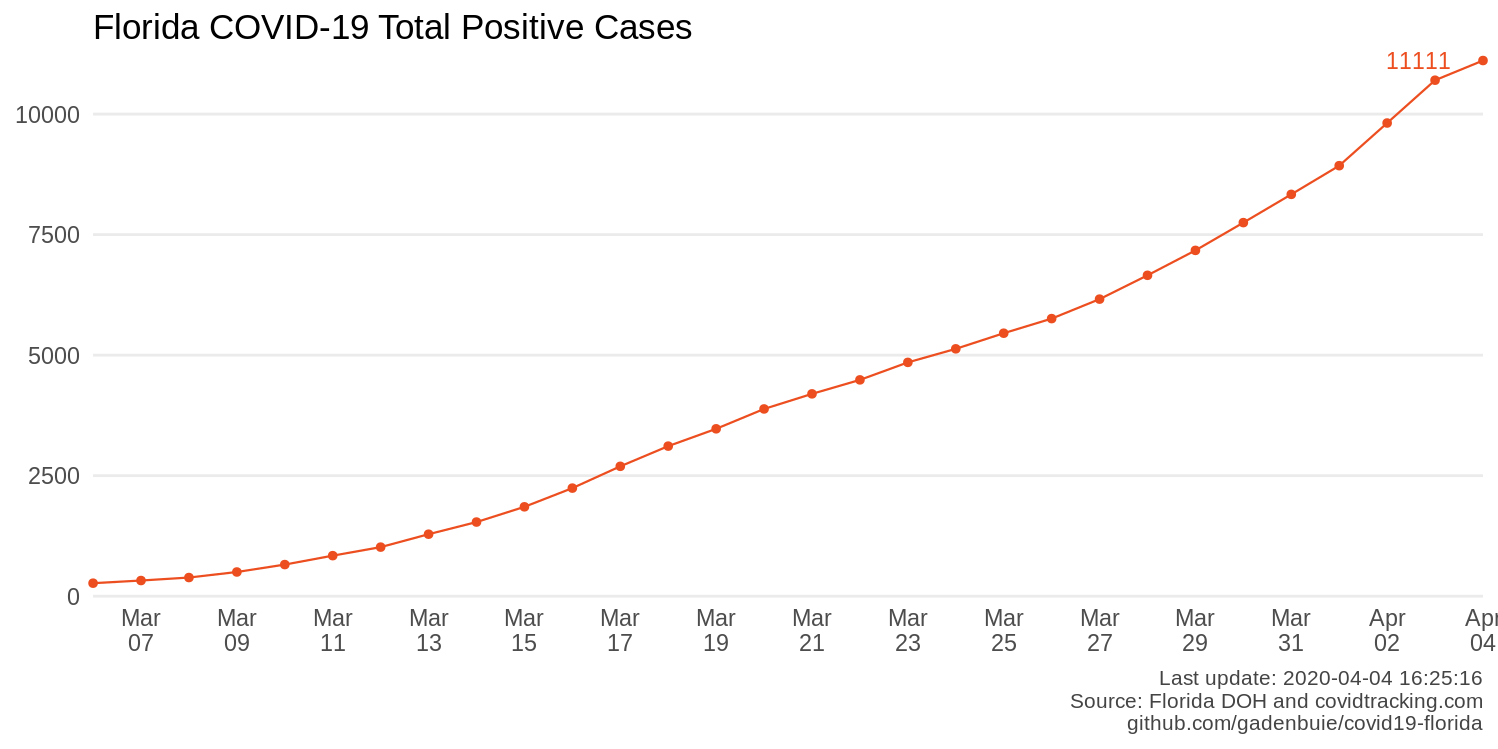 Florida COVID-19 Total Positive Cases
11111
10000
7500
5000
2500
0
Mar Mar Mar Mar Mar Mar Mar Mar Mar Mar Mar Mar Mar Apr Apr
07 09 11 13 15 17 19 21 23 25 27 29 31 02 04
Last update: 2020-04-04 16:25:16
Source: Florida DOH and covidtracking.com
github.com/gadenbuie/covid19-florida